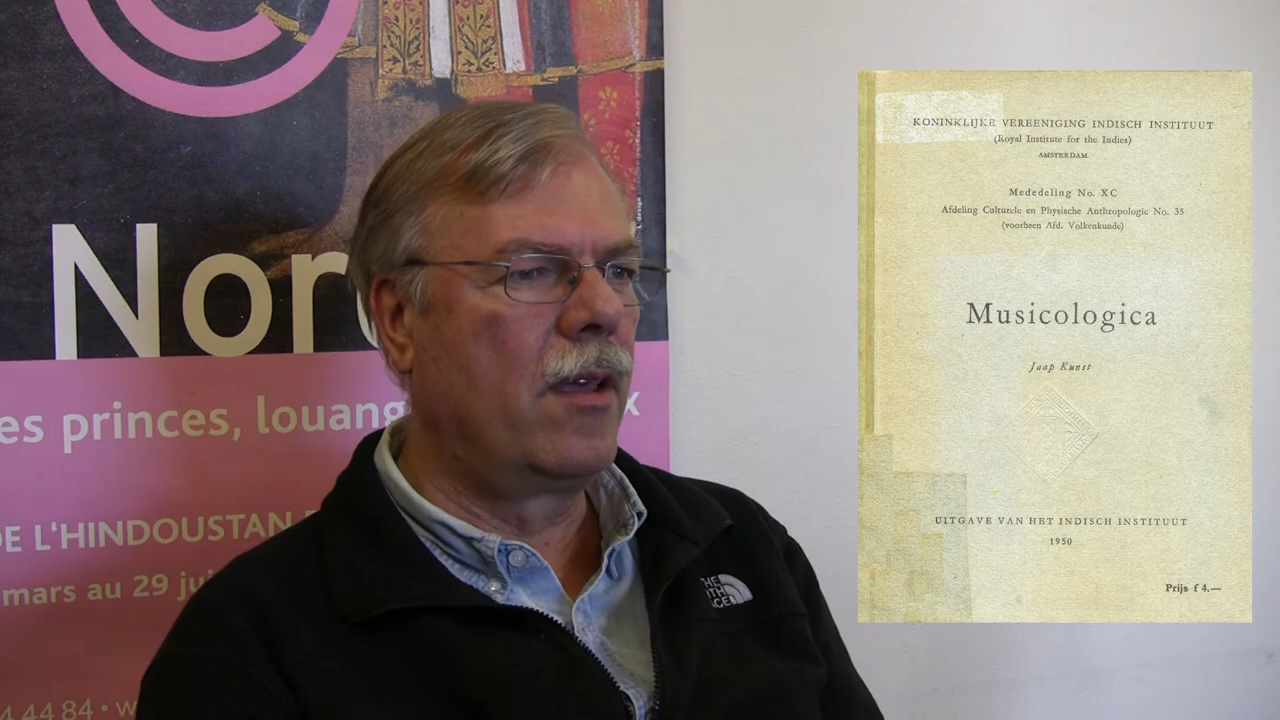 Nor
es princes, louang
x
DE L'HINDOUSTAN
mars au 29 jui
4 44 84 • w
THE
NORTH
FACE
KONINKLIJKE VEREENIGING INDISCH INSTITUUT
(Royal Institute for the Indies)
AMSTERDAM
Mededeling No. XC
Afdeling Culturele en Physische Anthropologie No. 35
(voorheen Afd. Volkenkunde)
Musicologica
Jaap Kunst
UITGAVE VAN HET INDISCH INSTITUUT
1950
Prijs f 4.—